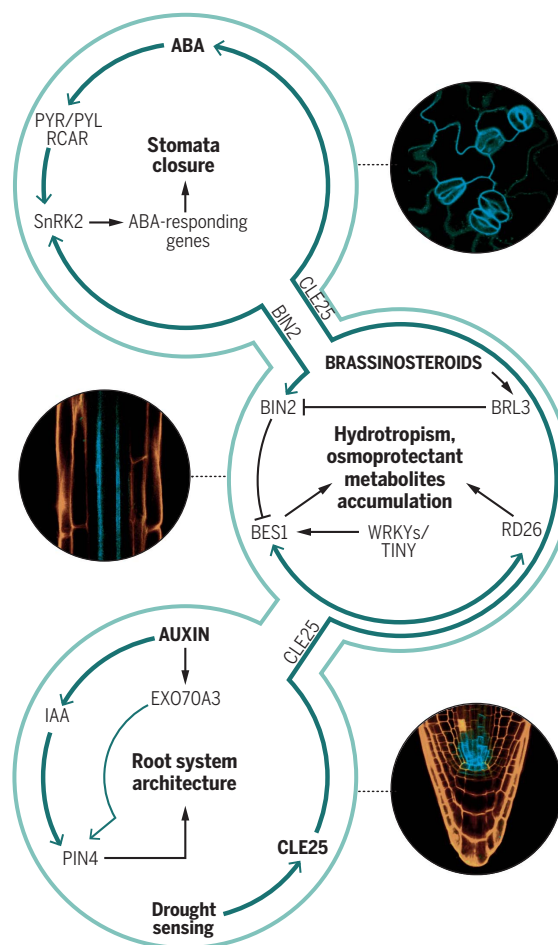 ABA
PYR/PYL
RCAR
Stomata
closure
SnRK2
ABA-responding
genes
CLE25
BIN2
BRASSINOSTEROIDS
BIN2
BRL3
Hydrotropism,
osmoprotectant
metabolites
accumulation
BES1
WRKYs/
TINY
RD26
CLE25
AUXIN
IAA
EXO70A3
Root system
architecture
PIN4
CLE25
Drought
sensing